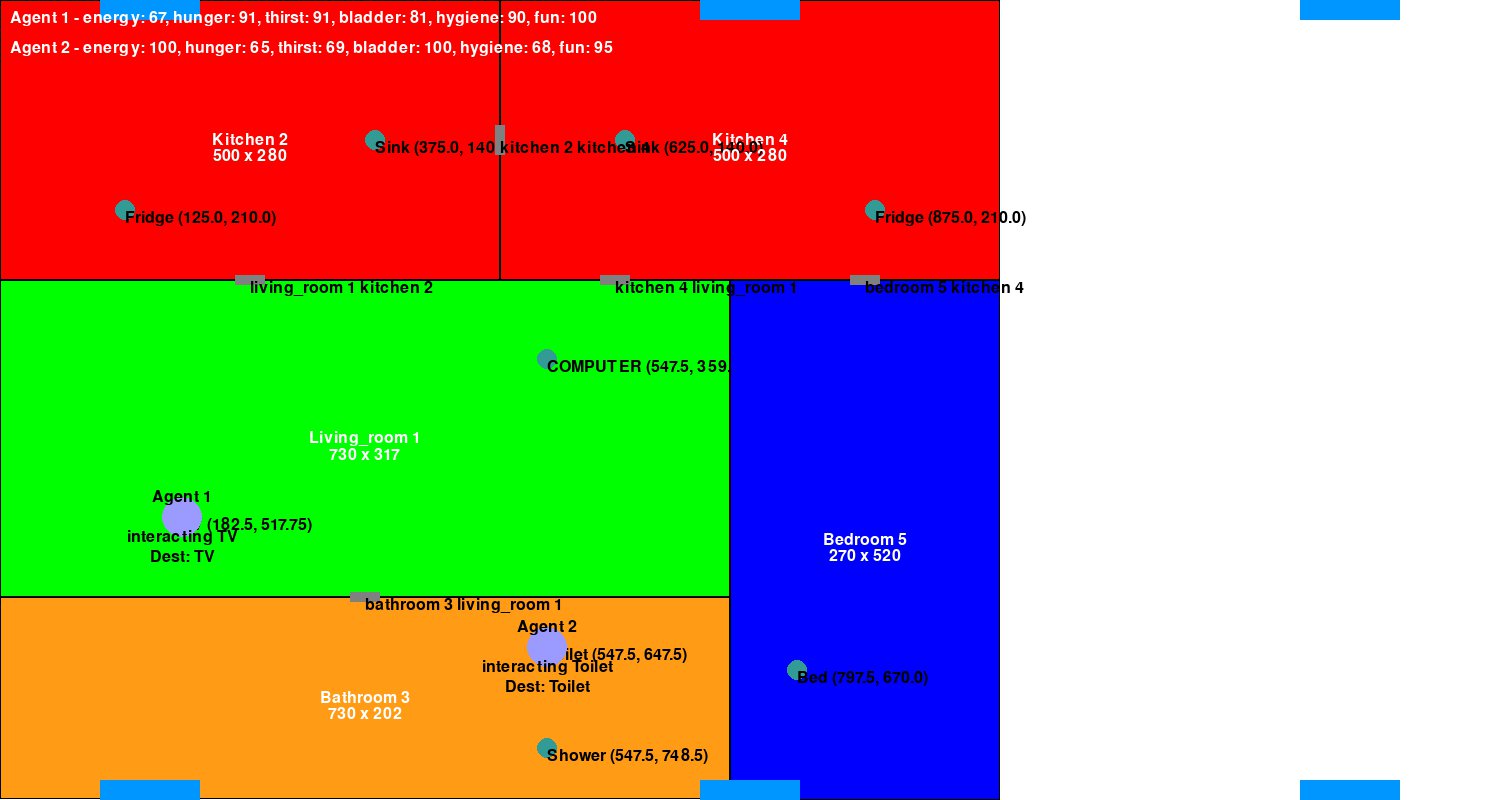 Agent 1 - energy: 67, hunger: 91, thirst: 91, bladder: 81, hygiene: 90, fun: 100
Agent 2 - energy: 100, hunger: 65, thirst: 69, bladder: 100, hygiene: 68, fun: 95
Kitchen 2
500 x 280
Sink (375.0, 140
kitchen 2 kitchen 4
Kitchen 4
500 x 280
Sink (625.0, 140.0)
Fridge (125.0, 210.0)
Fridge (875.0, 210.0)
living_room 1 kitchen 2
kitchen 4 living_room 1
bedroom 5 kitchen 4
COMPUTER (547.5, 359.
Living_room 1
730 x 317
Agent 1
(182.5, 517.75)
interacting TV
Dest: TV
Bedroom 5
270 x 520
bathroom 3 living_room 1
Agent 2
ilet (547.5, 647.5)
interacting Toilet
Dest: Toilet
Bed (797.5, 670.0)
Bathroom 3
730 x 202
Shower (547.5, 748.5)